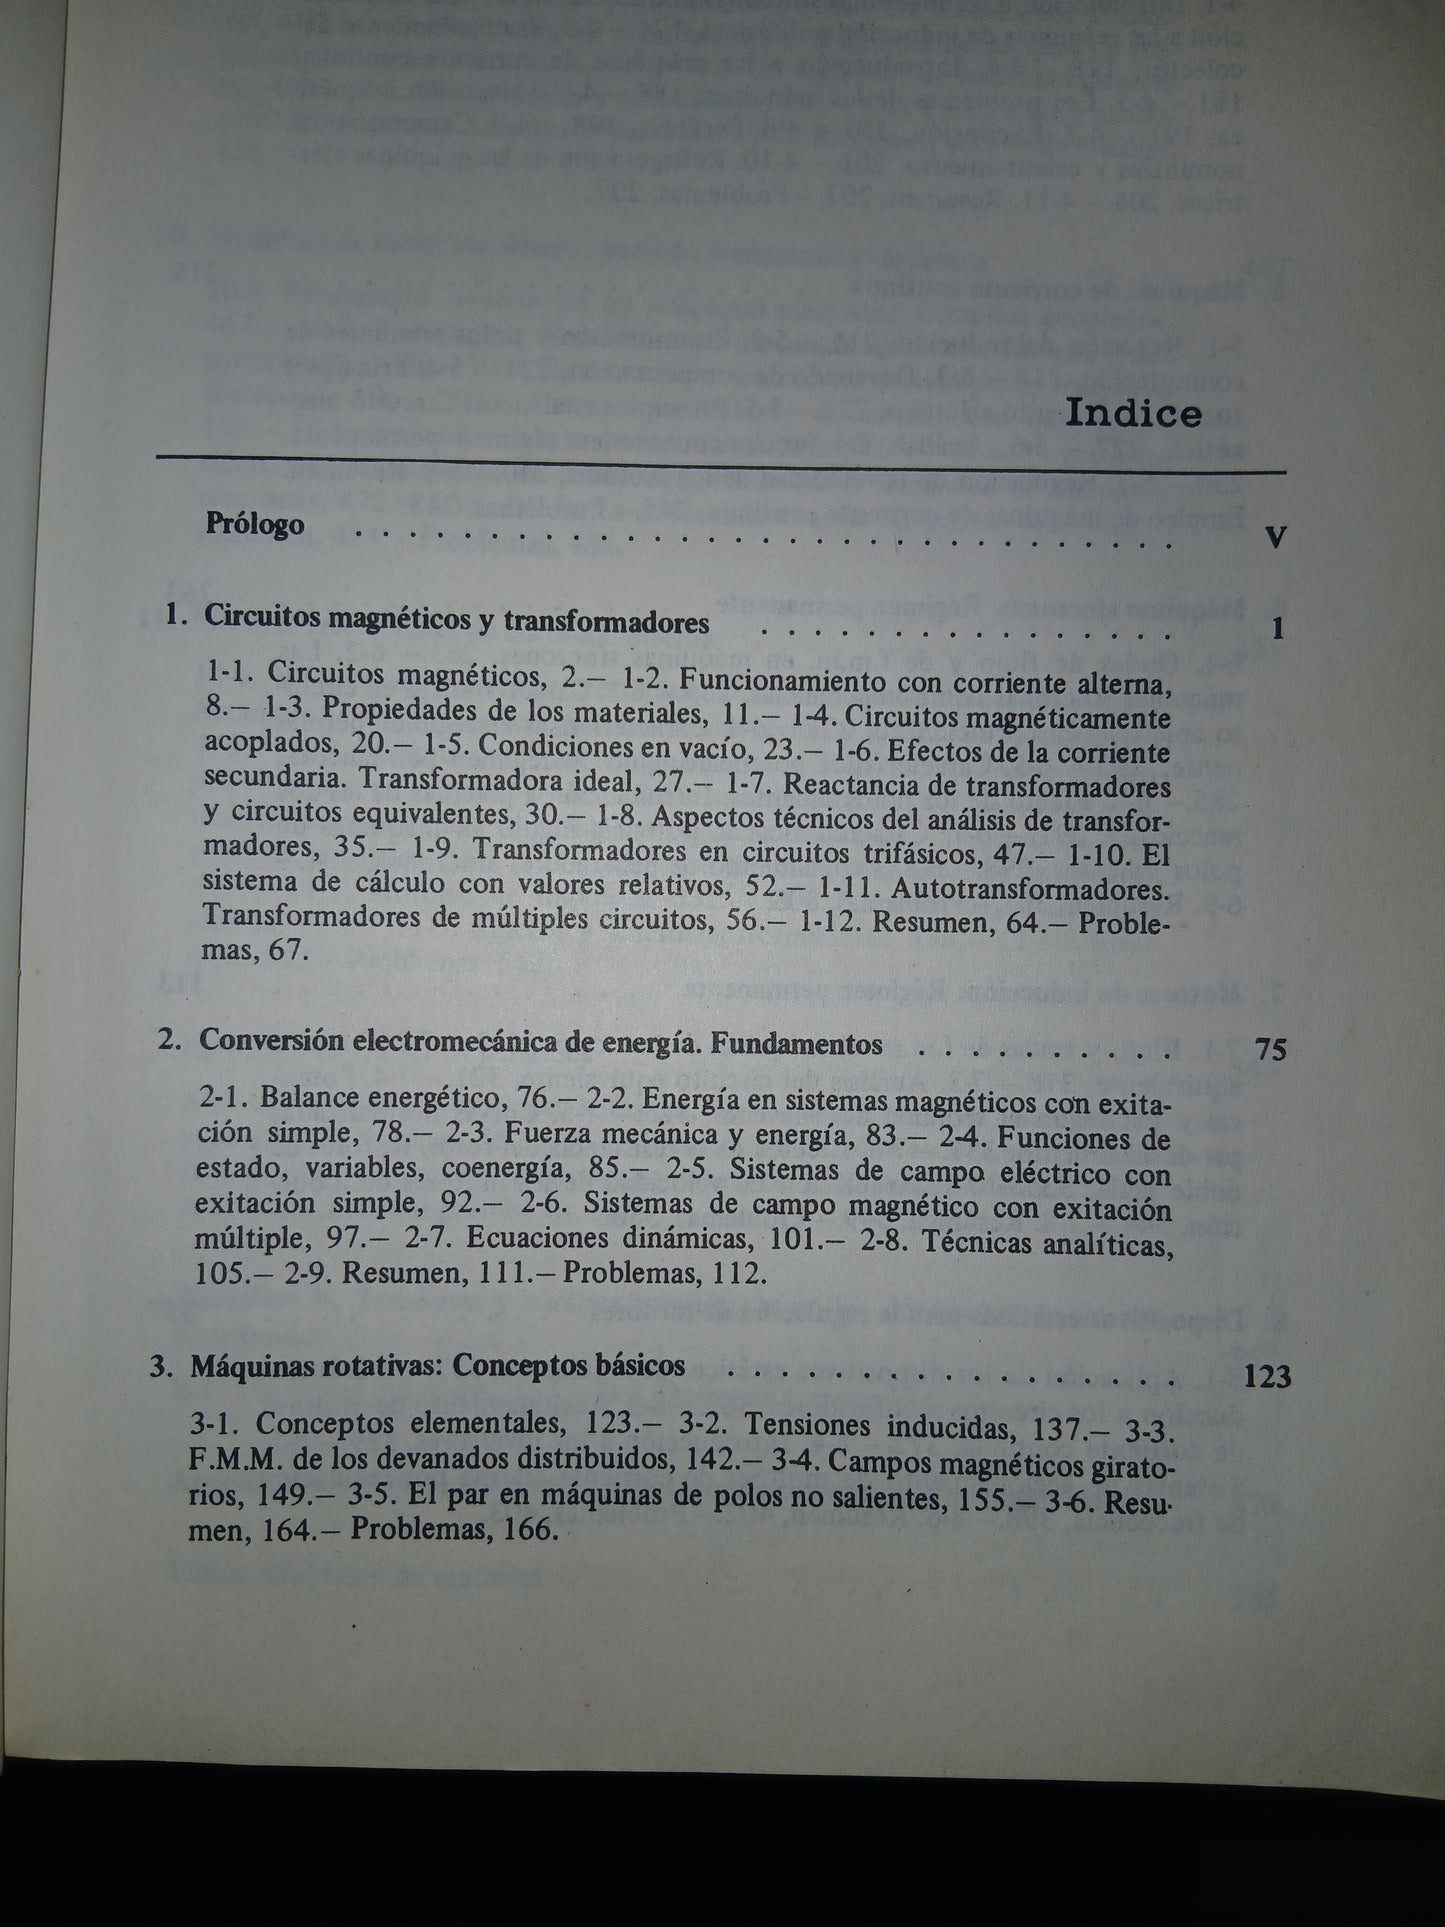 Indice
Prólogo . . . . . . . . . . . . . . . . . . . . . . . . . . . . . . . V
1. Circuitos magnéticos y transformadores . . . . . . . . . . . . . . . . 1
1-1. Circuitos magnéticos, 2.— 1-2. Funcionamiento con corriente alterna,
8.— 1-3. Propiedades de los materiales, 11.— 1-4. Circuitos magnéticamente
acoplados, 20.— 1-5. Condiciones en vacío, 23.— 1-6. Efectos de la corriente
secundaria. Transformadora ideal, 27.— 1-7. Reactancia de transformadores
y circuitos equivalentes, 30.— 1-8. Aspectos técnicos del análisis de transfor-
madores, 35.— 1-9. Transformadores en circuitos trifásicos, 47.— 1-10. El
sistema de cálculo con valores relativos, 52.— 1-11. Autotransformadores.
Transformadores de múltiples circuitos, 56.— 1-12. Resumen, 64.— Proble-
mas, 67.
2. Conversión electromecánica de energía. Fundamentos . . . . . . . . . . 75
2-1. Balance energético, 76.— 2-2. Energía en sistemas magnéticos con exita-
ción simple, 78.— 2-3. Fuerza mecánica y energía, 83.— 2-4. Funciones de
estado, variables, coenergía, 85.— 2-5. Sistemas de campo eléctrico con
exitación simple, 92.— 2-6. Sistemas de campo magnético con exitación
múltiple, 97.— 2-7. Ecuaciones dinámicas, 101.— 2-8. Técnicas analíticas,
105.— 2-9. Resumen, 111.— Problemas, 112.
3. Máquinas rotativas: Conceptos básicos . . . . . . . . . . . . . . . . . 123
3-1. Conceptos elementales, 123.— 3-2. Tensiones inducidas, 137.— 3-3.
F.M.M. de los devanados distribuidos, 142.— 3-4. Campos magnéticos girato-
rios, 149.— 3-5. El par en máquinas de polos no salientes, 155.— 3-6. Resu-
men, 164.— Problemas, 166.